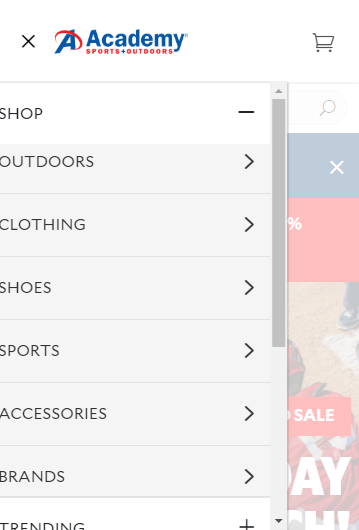 Academy
SPORTS+OUTDOORS
SHOP
OUTDOORS
%
CLOTHING
SHOES
SPORTS
ACCESSORIES
SALE
BRANDS
TRENDING